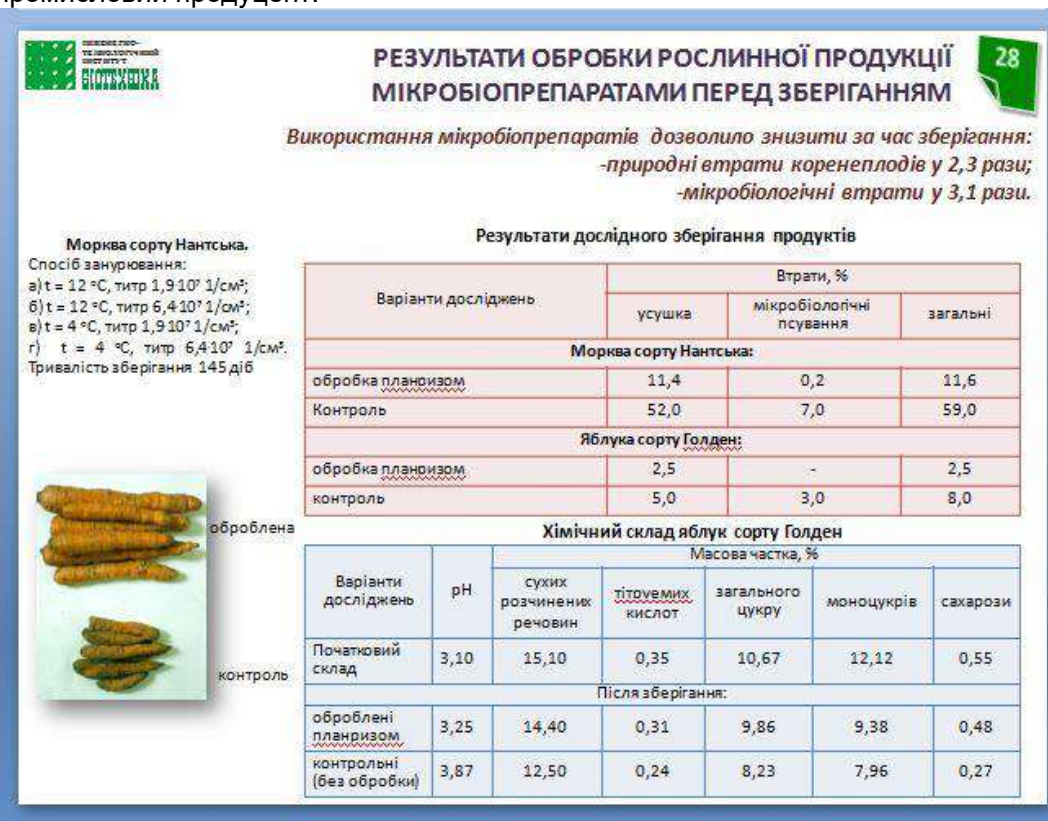 промисловий продуцент.
ІНЖЕНЕРНО-
ТЕХНОЛОГІЧНИЙ
ІНСТИТУТ
БІОТЕХНІКА
РЕЗУЛЬТАТИ ОБРОБКИ РОСЛИННОЇ ПРОДУКЦІЇ
МІКРОБІОПРЕПАРАТАМИ ПЕРЕД ЗБЕРІГАННЯМ
28
Використання мікробіопрепаратів дозволило знизити за час зберігання:
-природні втрати коренеплодів у 2,3 рази;
-мікробіологічні втрати у 3,1 рази.
Морква сорту Нантська.
Спосіб занурювання:
а) t = 12 °C, титр 1,9·10⁷ 1/см³;
б) t = 12 °C, титр 6,4·10⁷ 1/см³;
в) t = 4 °C, титр 1,9·10⁷ 1/см³;
г) t = 4 °C, титр 6,4·10⁷ 1/см³.
Тривалість зберігання 145 діб
оброблена
контроль
Результати дослідного зберігання продуктів
Варіанти досліджень
Втрати, %
усушка
мікробіологічні
псування
загальні
Морква сорту Нантська:
обробка планризом 11,4 0,2 11,6
Контроль 52,0 7,0 59,0
Яблука сорту Голден:
обробка планризом 2,5 - 2,5
контроль 5,0 3,0 8,0
Хімічний склад яблук сорту Голден
Варіанти
досліджень
pH
Масова частка, %
сухих
розчинених
речовин
тітруемих
кислот
загального
цукру
моноцукрів
сахарози
Початковий
склад
3,10 15,10 0,35 10,67 12,12 0,55
Після зберігання:
оброблені
планризом
3,25 14,40 0,31 9,86 9,38 0,48
контрольні
(без обробки)
3,87 12,50 0,24 8,23 7,96 0,27